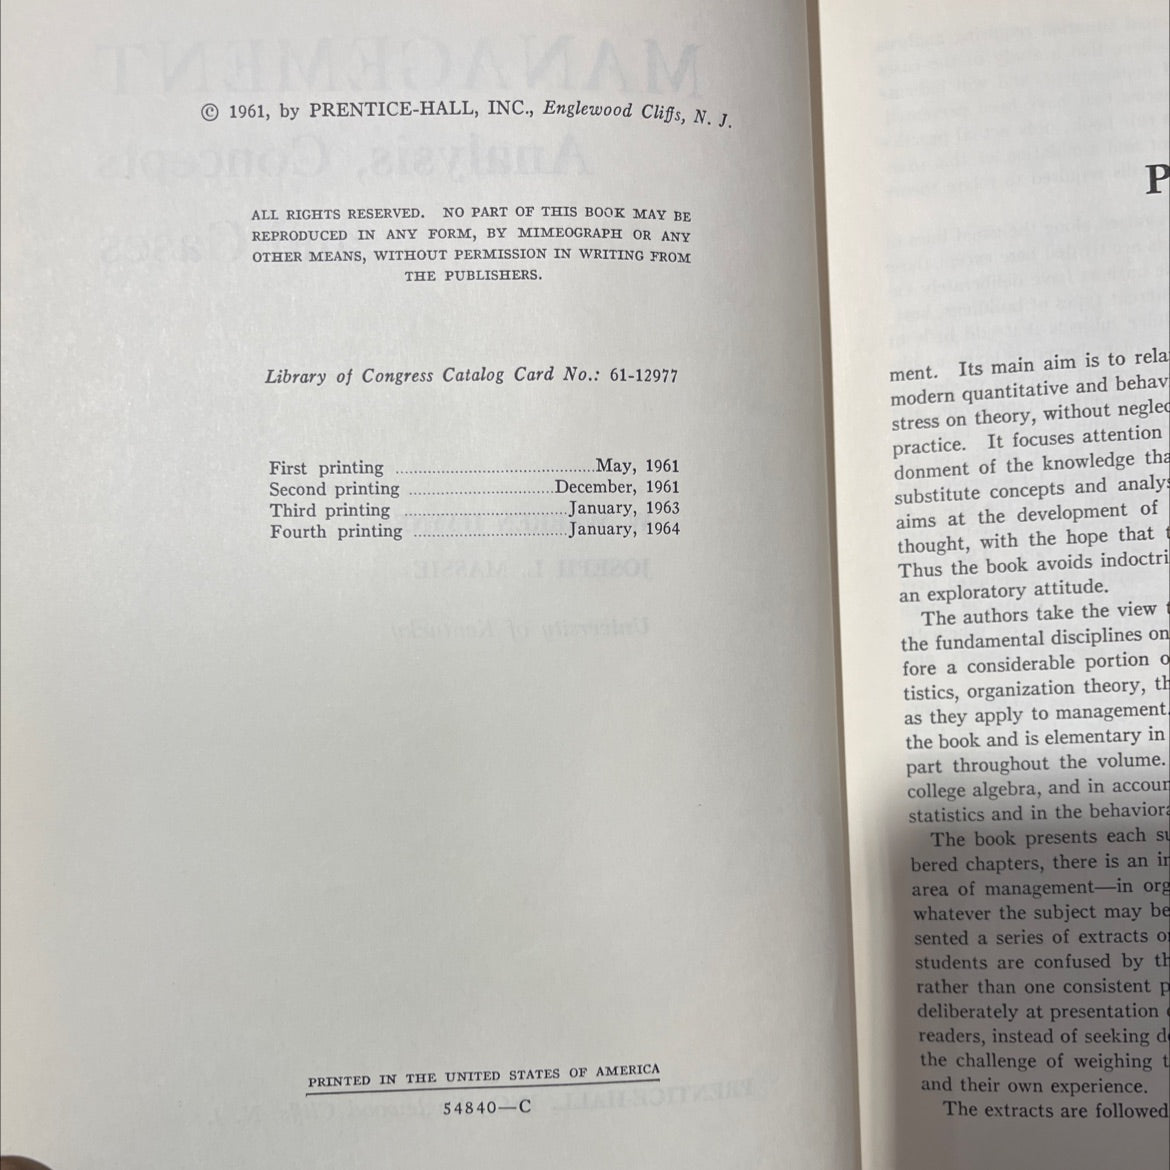 © 1961, by PRENTICE-HALL, INC., Englewood Cliffs, N. J.
ALL RIGHTS RESERVED. NO PART OF THIS BOOK MAY BE
REPRODUCED IN ANY FORM, BY MIMEOGRAPH OR ANY
OTHER MEANS, WITHOUT PERMISSION IN WRITING FROM
THE PUBLISHERS.
Library of Congress Catalog Card No.: 61-12977
First printing ..........................................May, 1961
Second printing ...............................December, 1961
Third printing ...................................January, 1963
Fourth printing .................................January, 1964
PRINTED IN THE UNITED STATES OF AMERICA
54840—C
P
ment. Its main aim is to rela
modern quantitative and behav
stress on theory, without neglec
practice. It focuses attention
donment of the knowledge tha
substitute concepts and analys
aims at the development of
thought, with the hope that t
Thus the book avoids indoctri
an exploratory attitude.
The authors take the view t
the fundamental disciplines on
fore a considerable portion o
tistics, organization theory, th
as they apply to management.
the book and is elementary in
part throughout the volume.
college algebra, and in accoun
statistics and in the behaviora
The book presents each su
bered chapters, there is an in
area of management—in org
whatever the subject may be
sented a series of extracts or
students are confused by th
rather than one consistent p
deliberately at presentation
readers, instead of seeking d
the challenge of weighing t
and their own experience.
The extracts are followed